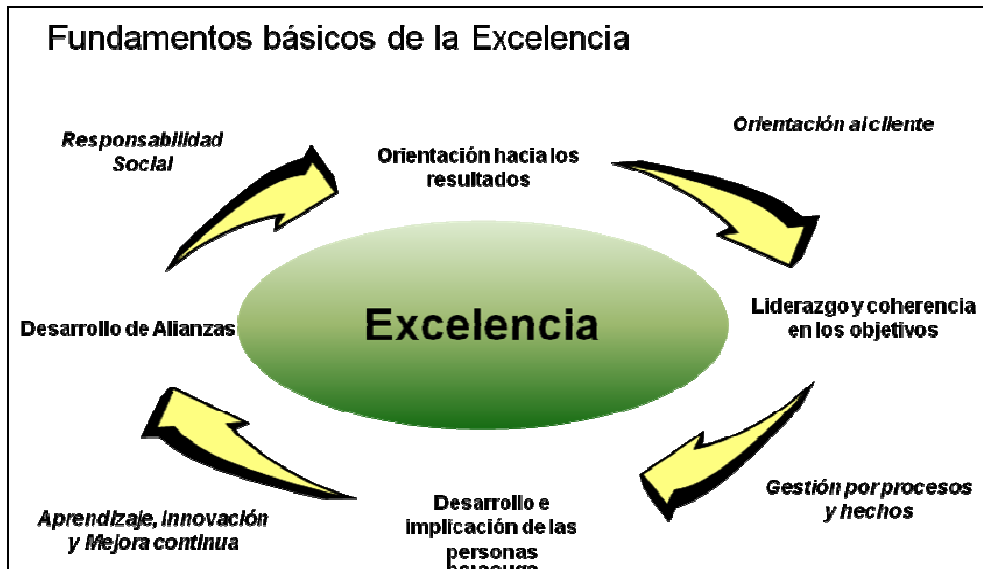 Fundamentos básicos de la Excelencia
Responsabilidad
Social
Orientación hacia los
resultados
Orientación al cliente
Desarrollo de Alianzas
Excelencia
Liderazgo y coherencia
en los objetivos
Aprendizaje, Innovación
y Mejora continua
Desarrollo e
implicación de las
personas
Gestión por procesos
y hechos